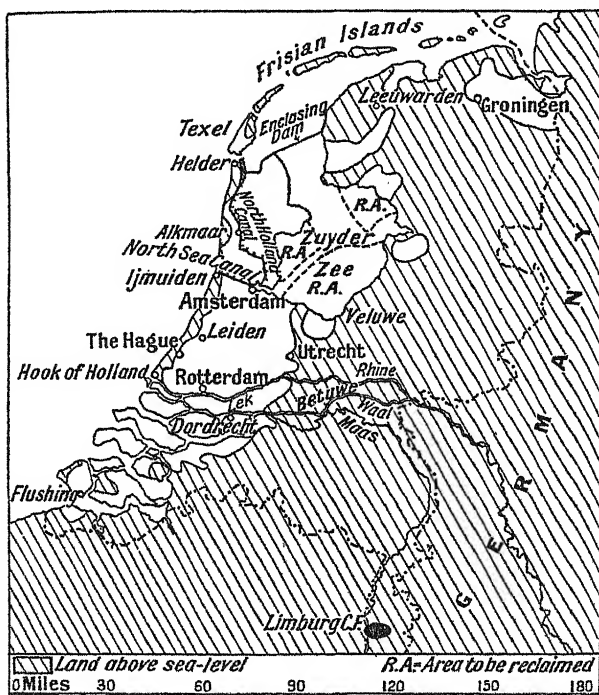 Frisian Islands
Leeuwarden
Groningen
Texel
Enclosing
Dam
Helder
R.A.
North Holland
Canal
Alkmaar
R.A.
Zuyder
North Sea Canal
Zee
Ijmuiden
R.A.
Amsterdam
Veluwe
The Hague
Leiden
Utrecht
Hook of Holland
Rotterdam
Rhine
Betuwe
Lek
Waal
Dordrecht
Maas
Flushing
GERMANY
Limburg C.F.
Land above sea-level
R.A.=Area to be reclaimed
0 Miles 30 60 90 120 150 180